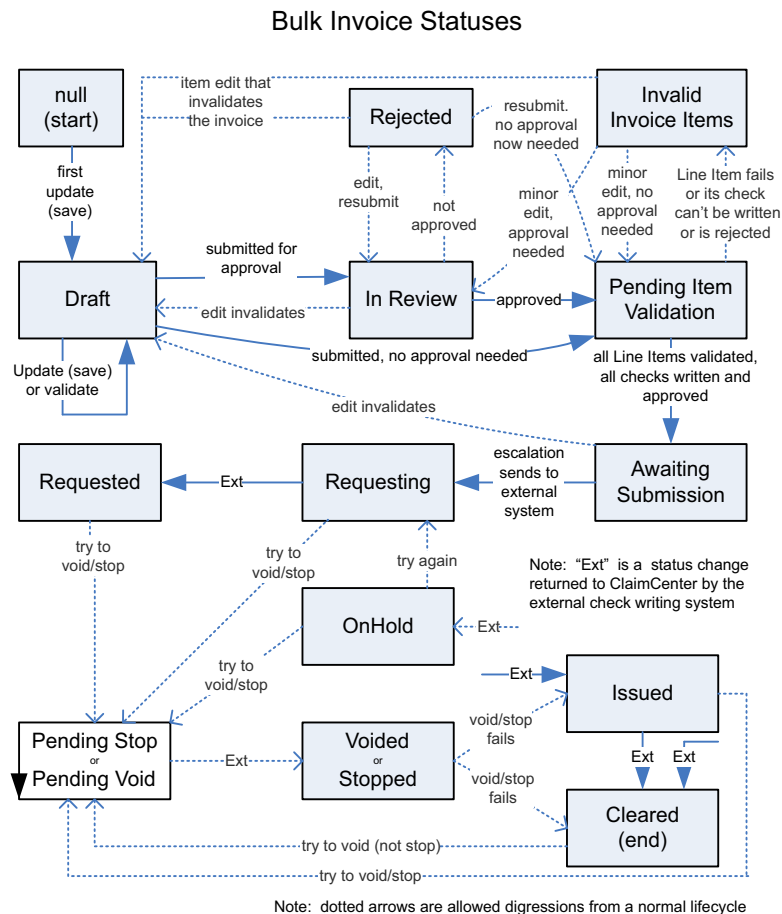 Bulk Invoice Statuses
null
(start)
item edit that
invalidates
the invoice
Rejected
resubmit.
no approval
now needed
Invalid
Invoice Items
first
update
(save)
edit,
resubmit
not
approved
minor
edit,
approval
needed
minor
edit, no
approval
needed
Line Item fails
or its check
can't be written
or is rejected
submitted for
approval
Draft
edit invalidates
In Review
approved
Pending Item
Validation
submitted, no approval needed
Update (save)
or validate
all Line Items validated,
all checks written and
approved
edit invalidates
Requested
Ext
Requesting
escalation
sends to
external
system
Awaiting
Submission
try to
void/stop
try to
void/stop
try again
Note: “Ext” is a status change
returned to ClaimCenter by the
external check writing system
OnHold
Ext
try to
void/stop
Ext
Issued
Pending Stop
or
Pending Void
Ext
Voided
or
Stopped
void/stop
fails
void/stop
fails
Ext
Ext
Cleared
(end)
try to void (not stop)
try to void/stop
Note: dotted arrows are allowed digressions from a normal lifecycle